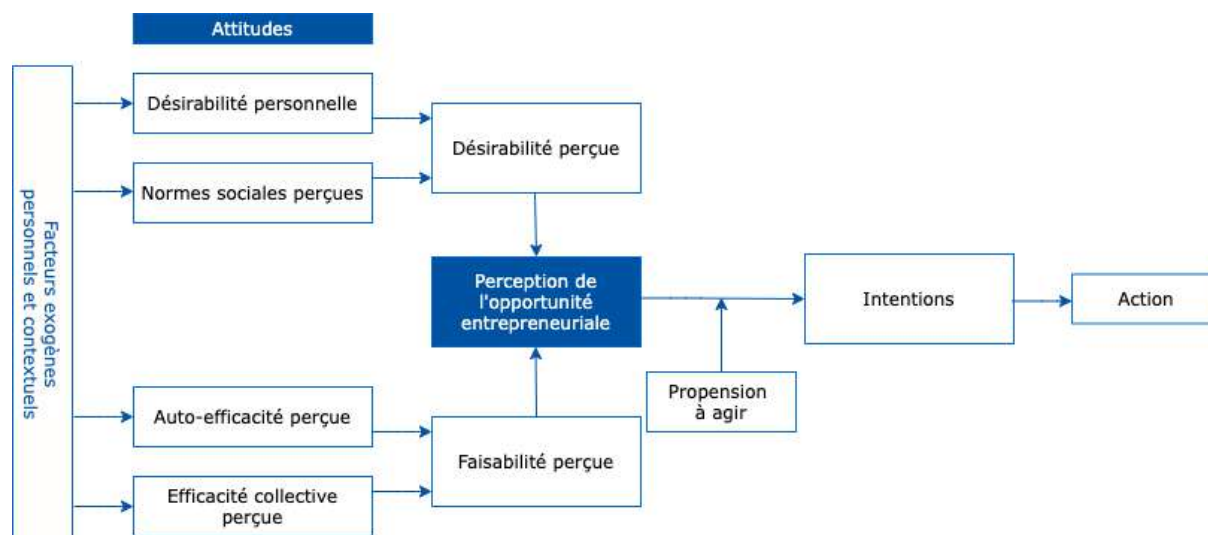 Attitudes
Facteurs exogènes
personnels et contextuels
Désirabilité personnelle
Normes sociales perçues
Désirabilité perçue
Perception de
l'opportunité
entrepreneuriale
Intentions
Action
Propension
à agir
Auto-efficacité perçue
Efficacité collective
perçue
Faisabilité perçue